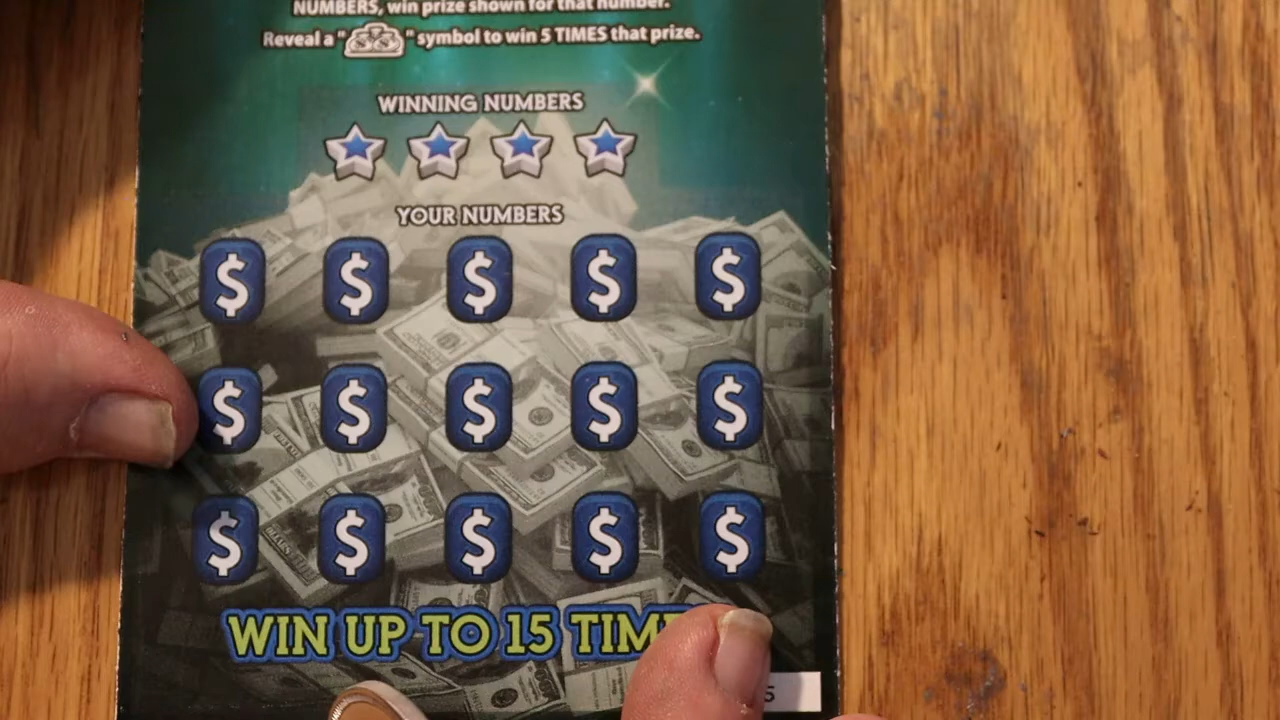 NUMBERS, win prize shown for that number.
Reveal a " " symbol to win 5 TIMES that prize.
WINNING NUMBERS
YOUR NUMBERS
$ $ $ $ $
$ $ $ $ $
$ $ $ $ $
WIN UP TO 15
5